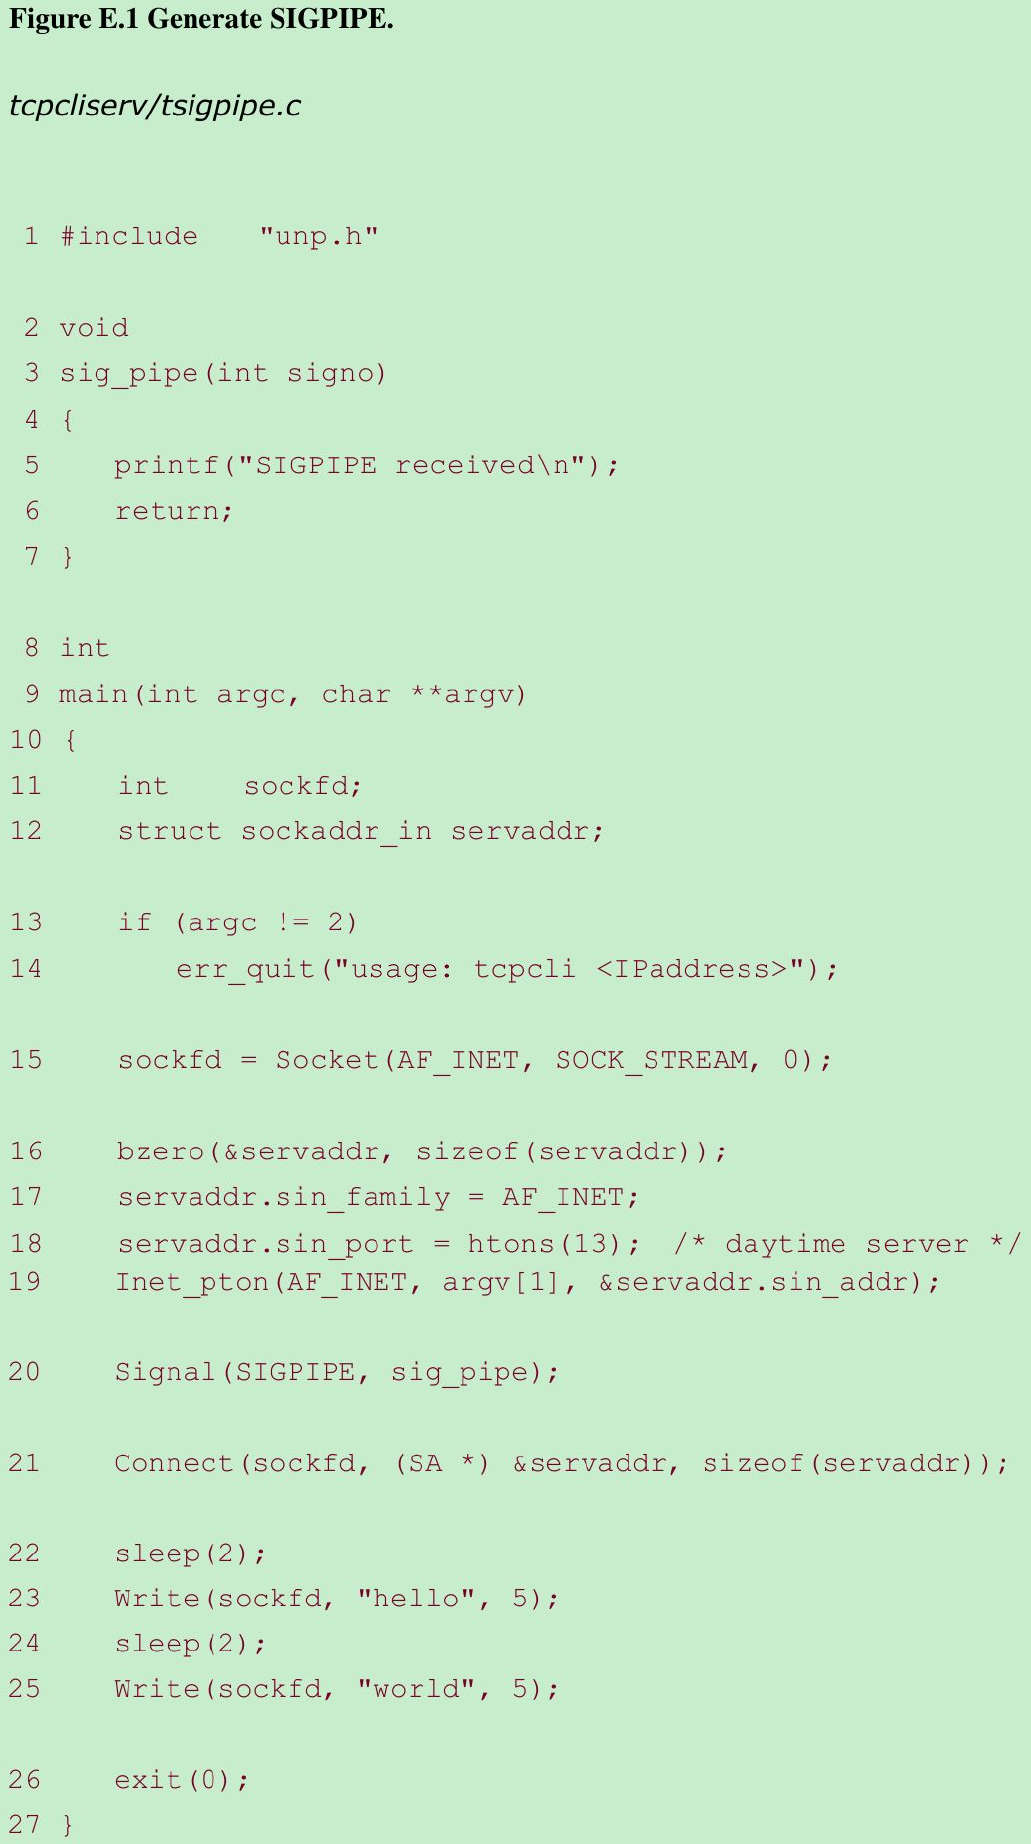 Figure E.1 Generate SIGPIPE.
tcpcliserv/tsigpipe.c
1 #include "unp.h"
2 void
3 sig_pipe(int signo)
4 {
5 printf("SIGPIPE received\n");
6 return;
7 }
8 int
9 main(int argc, char **argv)
10 {
11 int sockfd;
12 struct sockaddr_in servaddr;
13 if (argc != 2)
14 err_quit("usage: tcpcli <IPaddress>");
15 sockfd = Socket(AF_INET, SOCK_STREAM, 0);
16 bzero(&servaddr, sizeof(servaddr));
17 servaddr.sin_family = AF_INET;
18 servaddr.sin_port = htons(13); /* daytime server */
19 Inet_pton(AF_INET, argv[1], &servaddr.sin_addr);
20 Signal(SIGPIPE, sig_pipe);
21 Connect(sockfd, (SA *) &servaddr, sizeof(servaddr));
22 sleep(2);
23 Write(sockfd, "hello", 5);
24 sleep(2);
25 Write(sockfd, "world", 5);
26 exit(0);
27 }